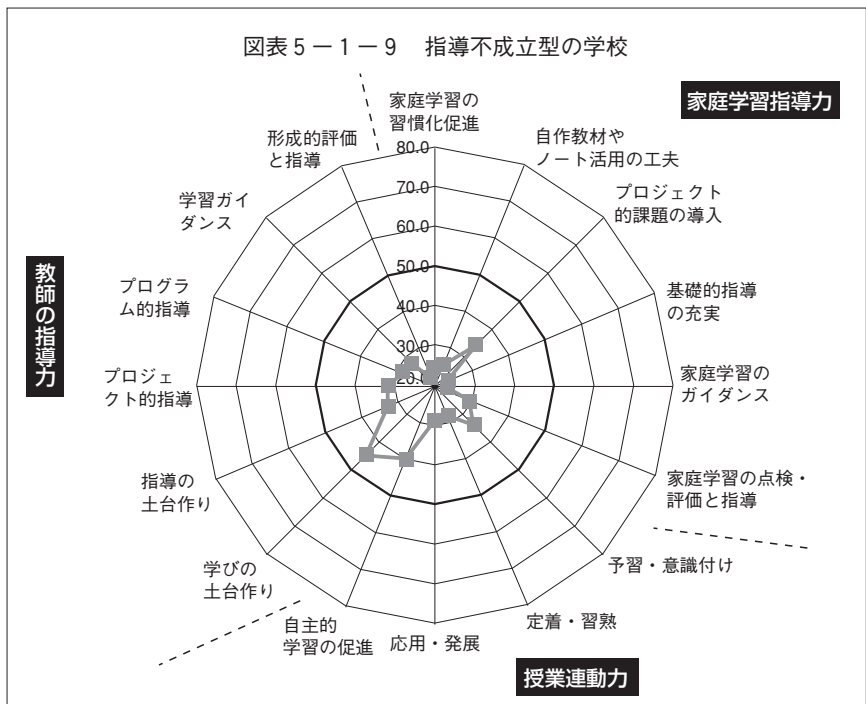 図表5－1－9　指導不成立型の学校
家庭学習指導力
家庭学習の
習慣化促進
自作教材や
ノート活用の工夫
プロジェクト
的課題の導入
基礎的指導
の充実
家庭学習の
ガイダンス
家庭学習の点検・
評価と指導
予習・意識付け
定着・習熟
授業連動力
応用・発展
自主的
学習の促進
学びの
土台作り
指導の
土台作り
プロジェ
クト的指導
プログラ
ム的指導
教師の指導力
学習ガイ
ダンス
形成的評価
と指導
80.0
70.0
60.0
50.0
40.0
30.0
20.0